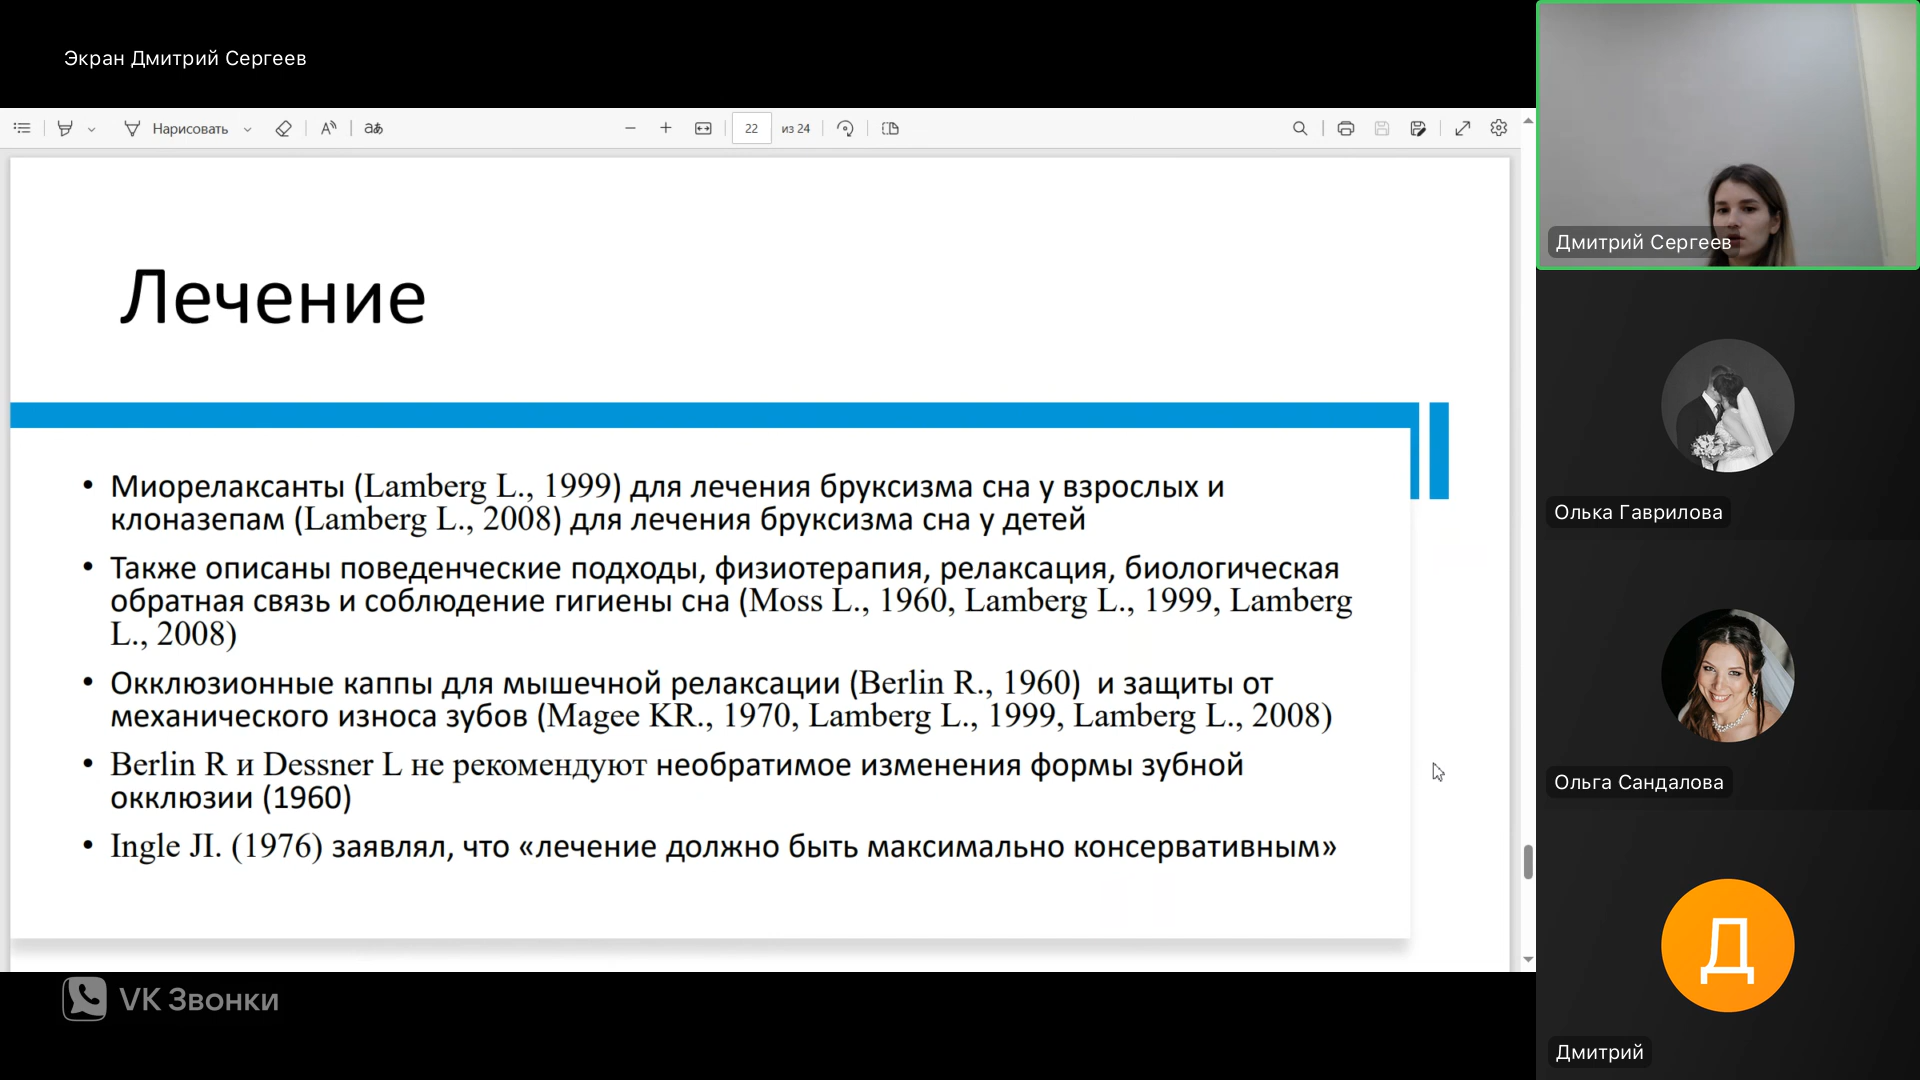 Экран Дмитрий Сергеев
Нарисовать
22
из 24
Лечение
• Миорелаксанты (Lamberg L., 1999) для лечения бруксизма сна у взрослых и
клоназепам (Lamberg L., 2008) для лечения бруксизма сна у детей
• Также описаны поведенческие подходы, физиотерапия, релаксация, биологическая
обратная связь и соблюдение гигиены сна (Moss L., 1960, Lamberg L., 1999, Lamberg
L., 2008)
• Окклюзионные каппы для мышечной релаксации (Berlin R., 1960) и защиты от
механического износа зубов (Magee KR., 1970, Lamberg L., 1999, Lamberg L., 2008)
• Berlin R и Dessner L не рекомендуют необратимое изменения формы зубной
окклюзии (1960)
• Ingle JI. (1976) заявлял, что «лечение должно быть максимально консервативным»
VK Звонки
Дмитрий Сергеев
Олька Гаврилова
Ольга Сандалова
Д
Дмитрий